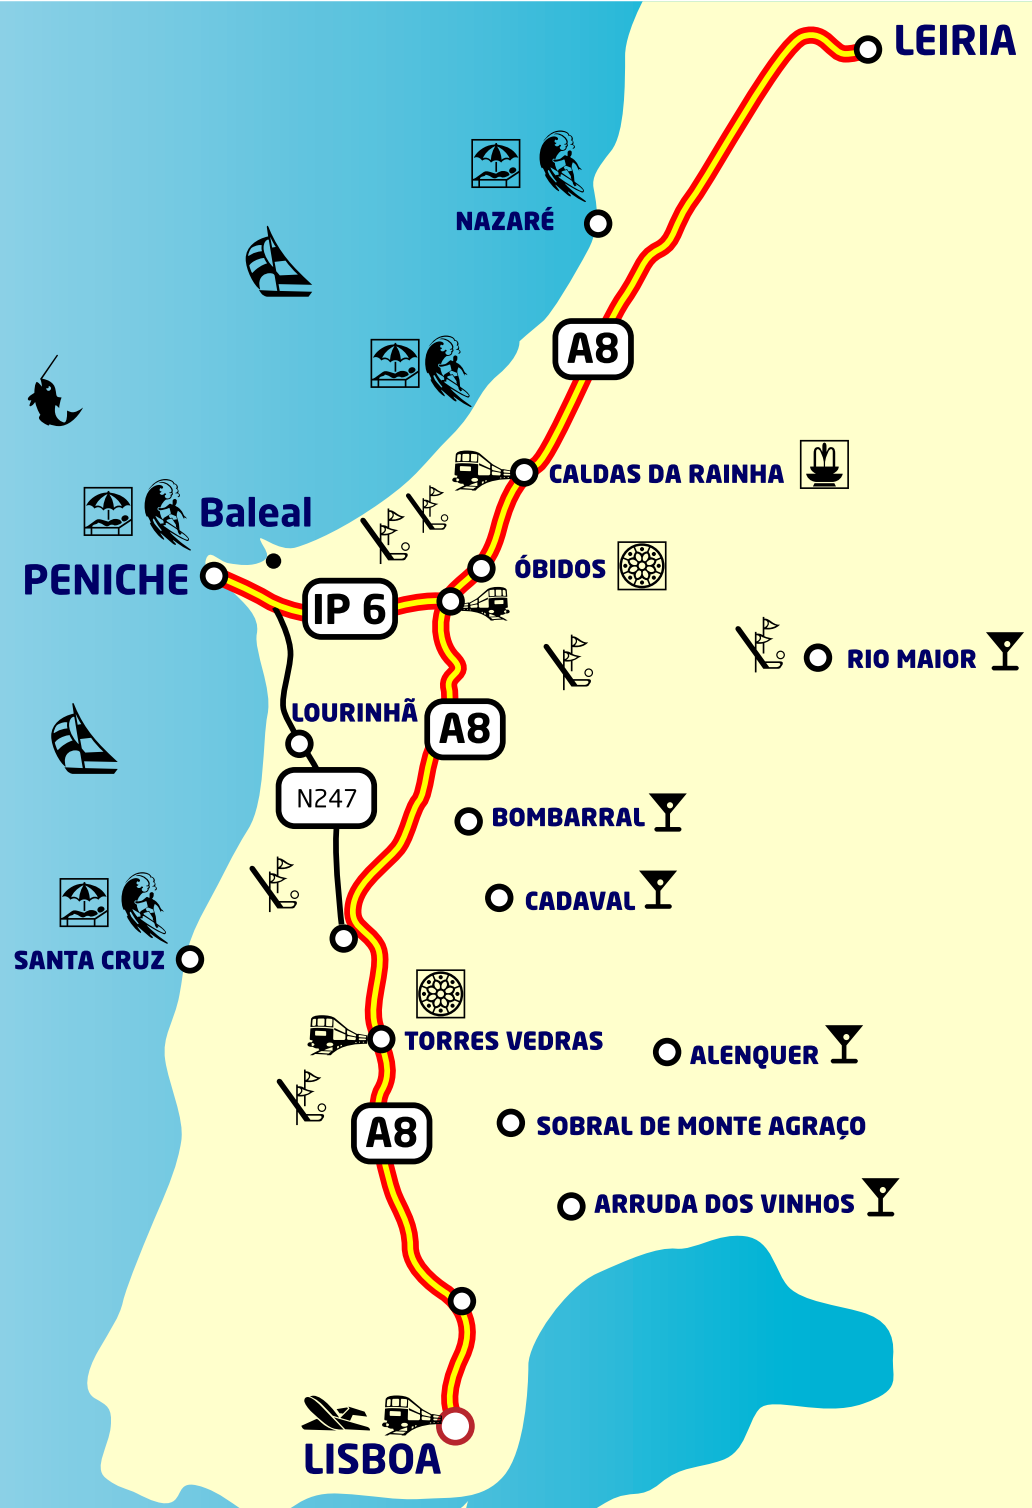 LEIRIA
NAZARÉ
A8
CALDAS DA RAINHA
Baleal
ÓBIDOS
PENICHE
IP 6
RIO MAIOR
LOURINHÃ
A8
N247
BOMBARRAL
CADAVAL
SANTA CRUZ
TORRES VEDRAS
ALENQUER
SOBRAL DE MONTE AGRAÇO
A8
ARRUDA DOS VINHOS
LISBOA